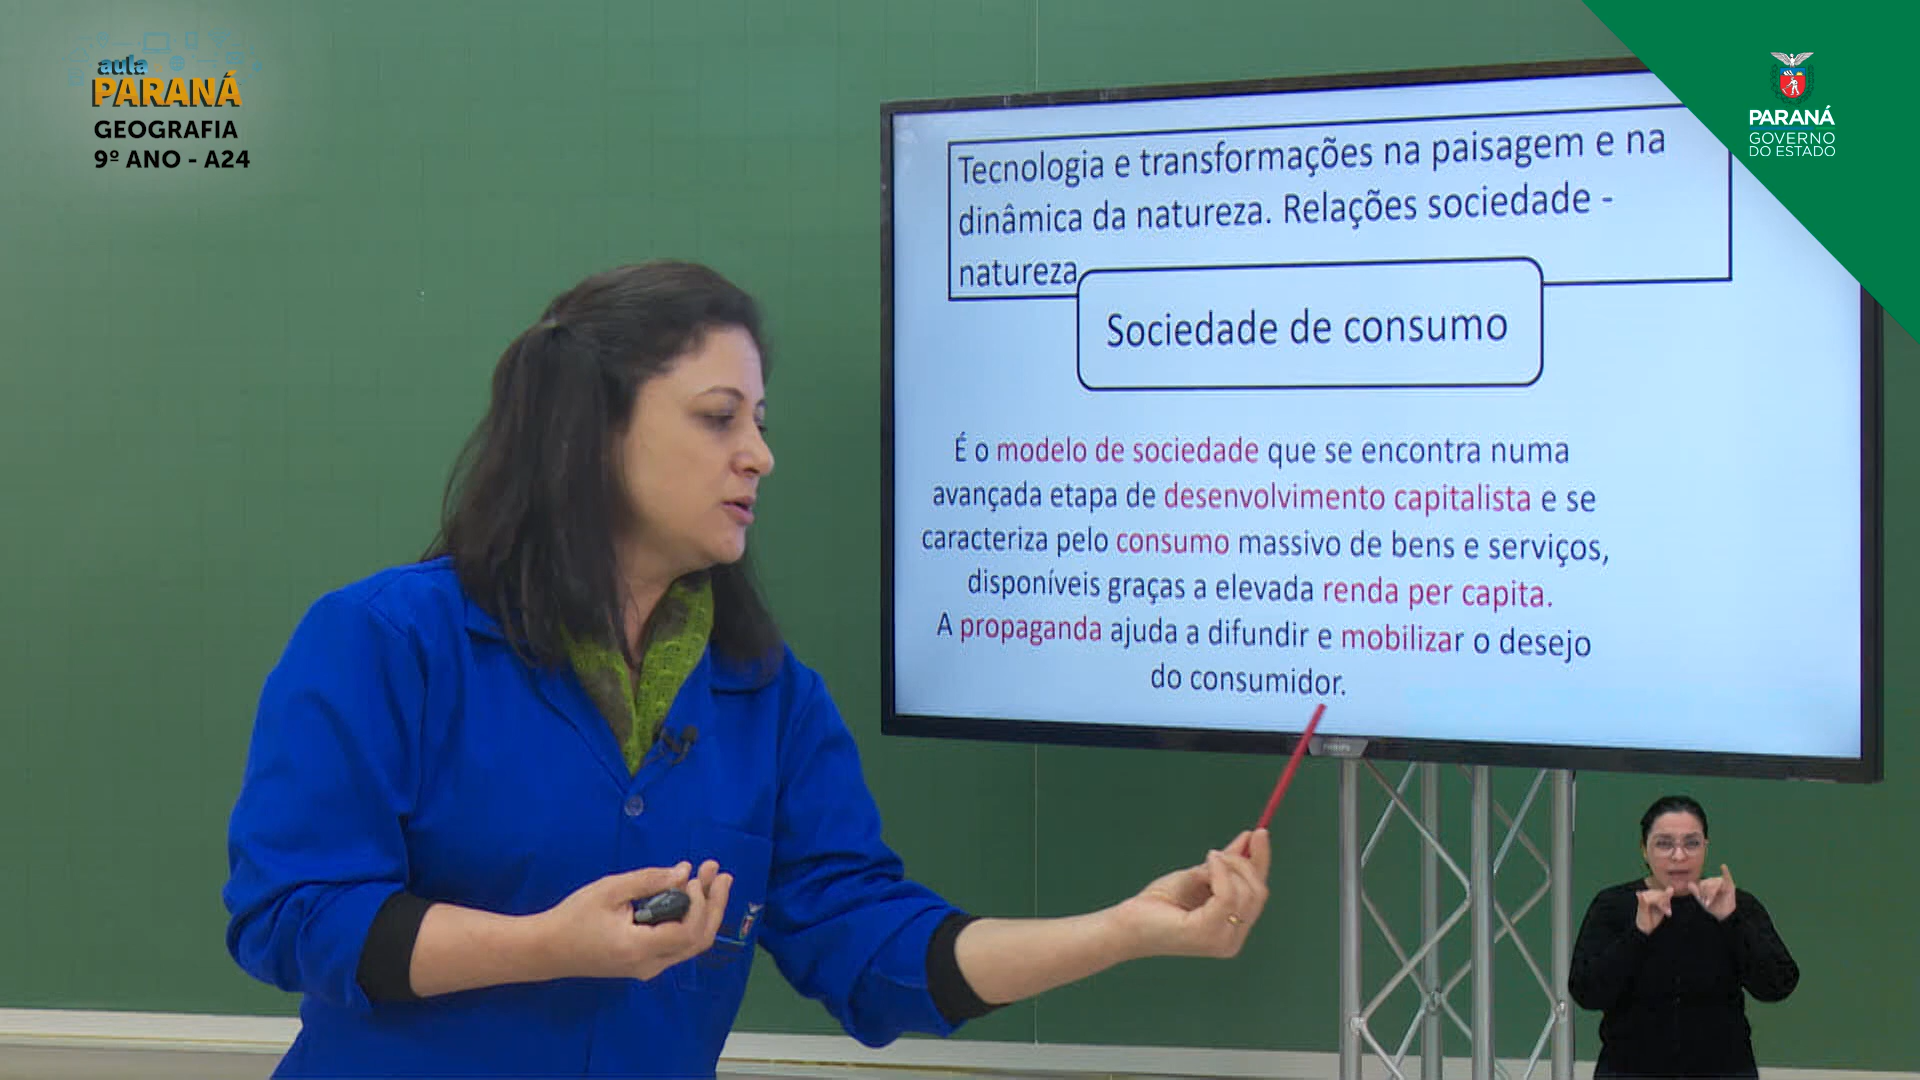 aula
PARANÁ
GEOGRAFIA
9º ANO - A24
PARANÁ
GOVERNO
DO ESTADO
Tecnologia e transformações na paisagem e na
dinâmica da natureza. Relações sociedade -
natureza
Sociedade de consumo
É o modelo de sociedade que se encontra numa
avançada etapa de desenvolvimento capitalista e se
caracteriza pelo consumo massivo de bens e serviços,
disponíveis graças a elevada renda per capita.
A propaganda ajuda a difundir e mobilizar o desejo
do consumidor.
PHILIPS